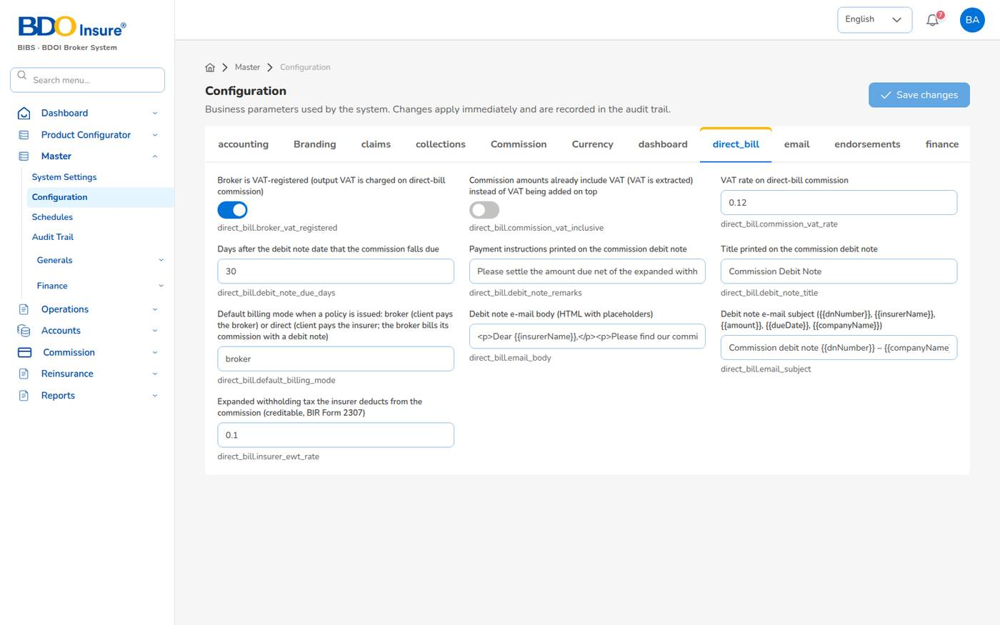 BDO Insure®
BIBS · BDOI Broker System
Search menu...
Dashboard
Product Configurator
Master
System Settings
Configuration
Schedules
Audit Trail
Generals
Finance
Operations
Accounts
Commission
Reinsurance
Reports
English
7
BA
Master
Configuration
Configuration
Business parameters used by the system. Changes apply immediately and are recorded in the audit trail.
Save changes
accounting Branding claims collections Commission Currency dashboard direct_bill email endorsements finance
Broker is VAT-registered (output VAT is charged on direct-bill
commission)
direct_bill.broker_vat_registered
Commission amounts already include VAT (VAT is extracted)
instead of VAT being added on top
direct_bill.commission_vat_inclusive
VAT rate on direct-bill commission
0.12
direct_bill.commission_vat_rate
Days after the debit note date that the commission falls due
30
direct_bill.debit_note_due_days
Payment instructions printed on the commission debit note
Please settle the amount due net of the expanded withh
direct_bill.debit_note_remarks
Title printed on the commission debit note
Commission Debit Note
direct_bill.debit_note_title
Default billing mode when a policy is issued: broker (client pays
the broker) or direct (client pays the insurer; the broker bills its
commission with a debit note)
broker
direct_bill.default_billing_mode
Debit note e-mail body (HTML with placeholders)
<p>Dear {{insurerName}},</p><p>Please find our commi
direct_bill.email_body
Debit note e-mail subject ({{dnNumber}}, {{insurerName}},
{{amount}}, {{dueDate}}, {{companyName}})
Commission debit note {{dnNumber}} – {{companyName}
direct_bill.email_subject
Expanded withholding tax the insurer deducts from the
commission (creditable, BIR Form 2307)
0.1
direct_bill.insurer_ewt_rate